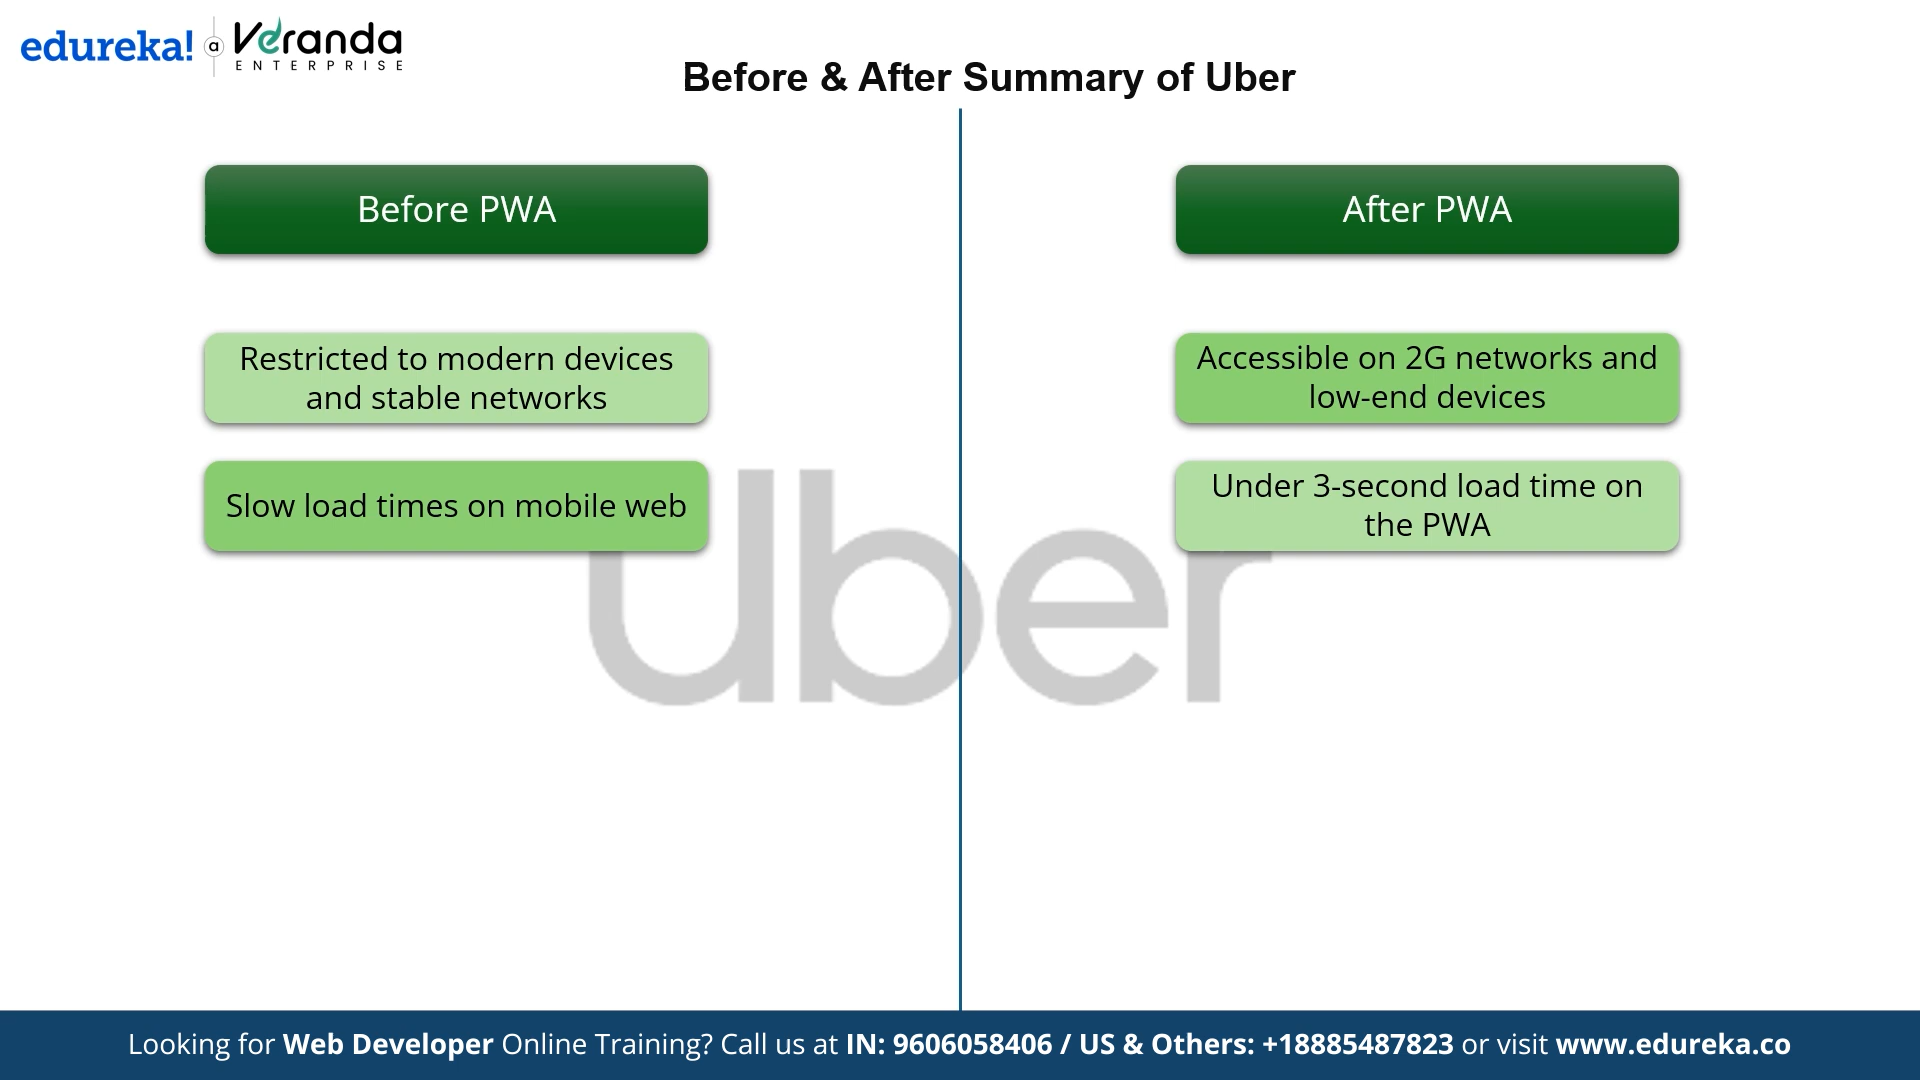 edureka! a Veranda
ENTERPRISE
Before & After Summary of Uber
Before PWA
After PWA
Restricted to modern devices
and stable networks
Accessible on 2G networks and
low-end devices
Slow load times on mobile web
Under 3-second load time on
the PWA
uber
Looking for Web Developer Online Training? Call us at IN: 9606058406 / US & Others: +18885487823 or visit www.edureka.co